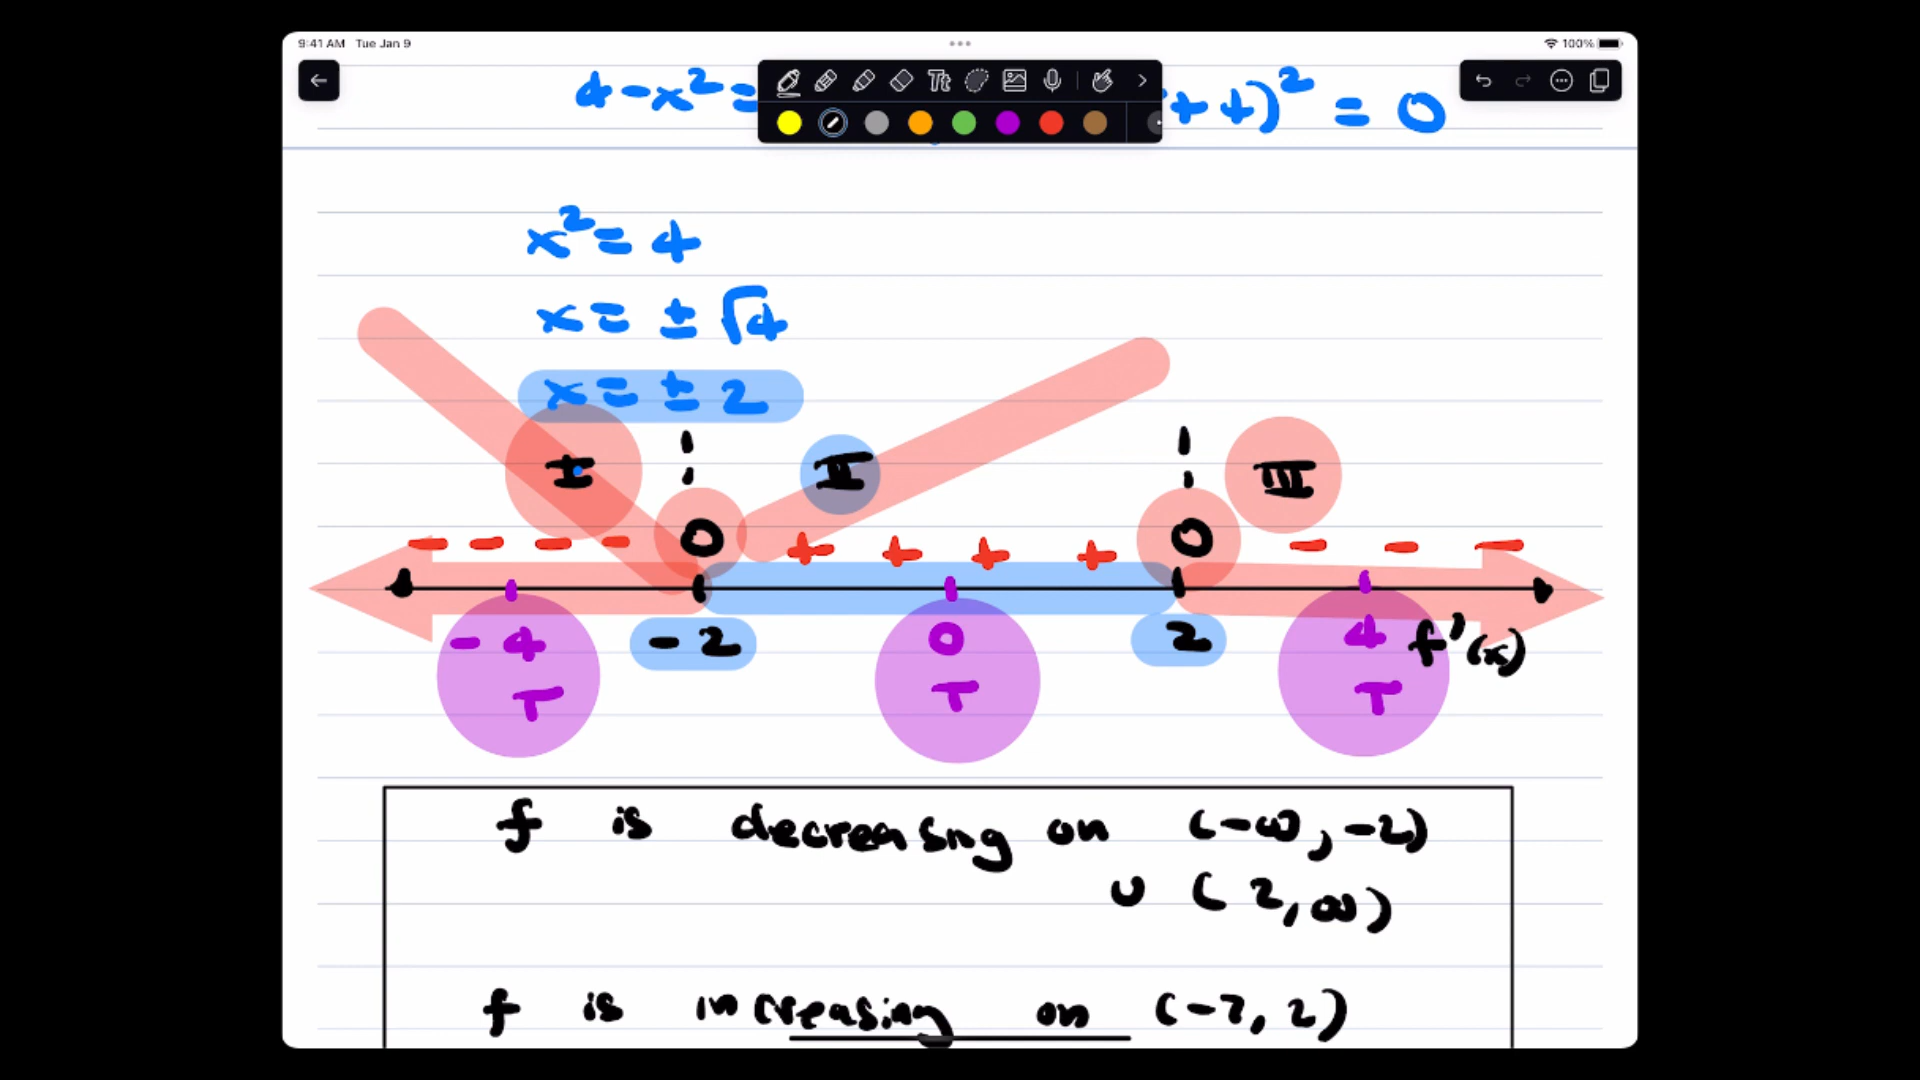 9:41 AM Tue Jan 9
100%
4-x²= +4)² = 0
Tt
x²= 4
x= ± √4
x= ± 2
I II III
- - - - 0 + + + + 0 - - -
-4 -2 0 2 4 f'(x)
T T T
f is decreasing on (-∞, -2)
∪ (2, ∞)
f is increasing on (-2, 2)